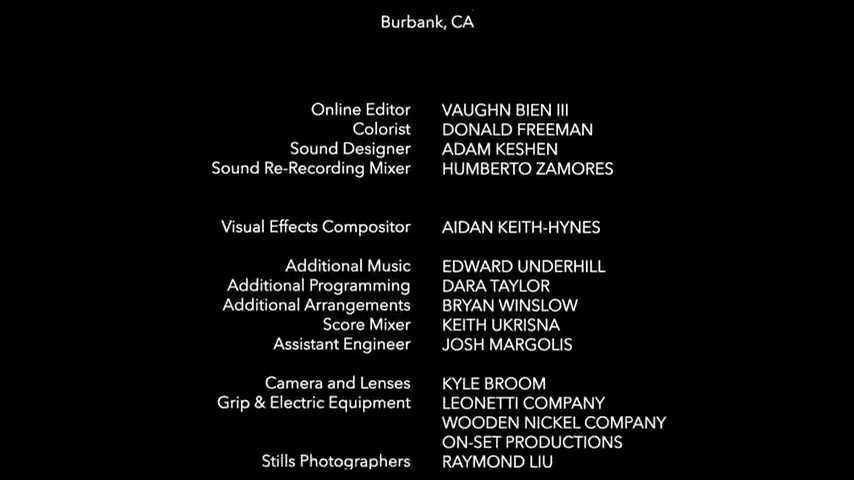 Burbank, CA
Online Editor VAUGHN BIEN III
Colorist DONALD FREEMAN
Sound Designer ADAM KESHEN
Sound Re-Recording Mixer HUMBERTO ZAMORES
Visual Effects Compositor AIDAN KEITH-HYNES
Additional Music EDWARD UNDERHILL
Additional Programming DARA TAYLOR
Additional Arrangements BRYAN WINSLOW
Score Mixer KEITH UKRISNA
Assistant Engineer JOSH MARGOLIS
Camera and Lenses KYLE BROOM
Grip & Electric Equipment LEONETTI COMPANY
WOODEN NICKEL COMPANY
ON-SET PRODUCTIONS
Stills Photographers RAYMOND LIU